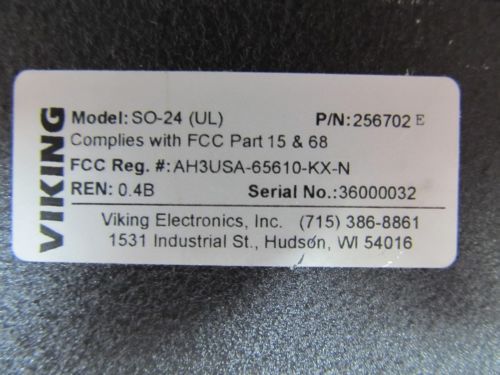 VIKING
Model: SO-24 (UL) P/N: 256702 E
Complies with FCC Part 15 & 68
FCC Reg. #: AH3USA-65610-KX-N
REN: 0.4B Serial No.: 36000032
Viking Electronics, Inc. (715) 386-8861
1531 Industrial St., Hudson, WI 54016